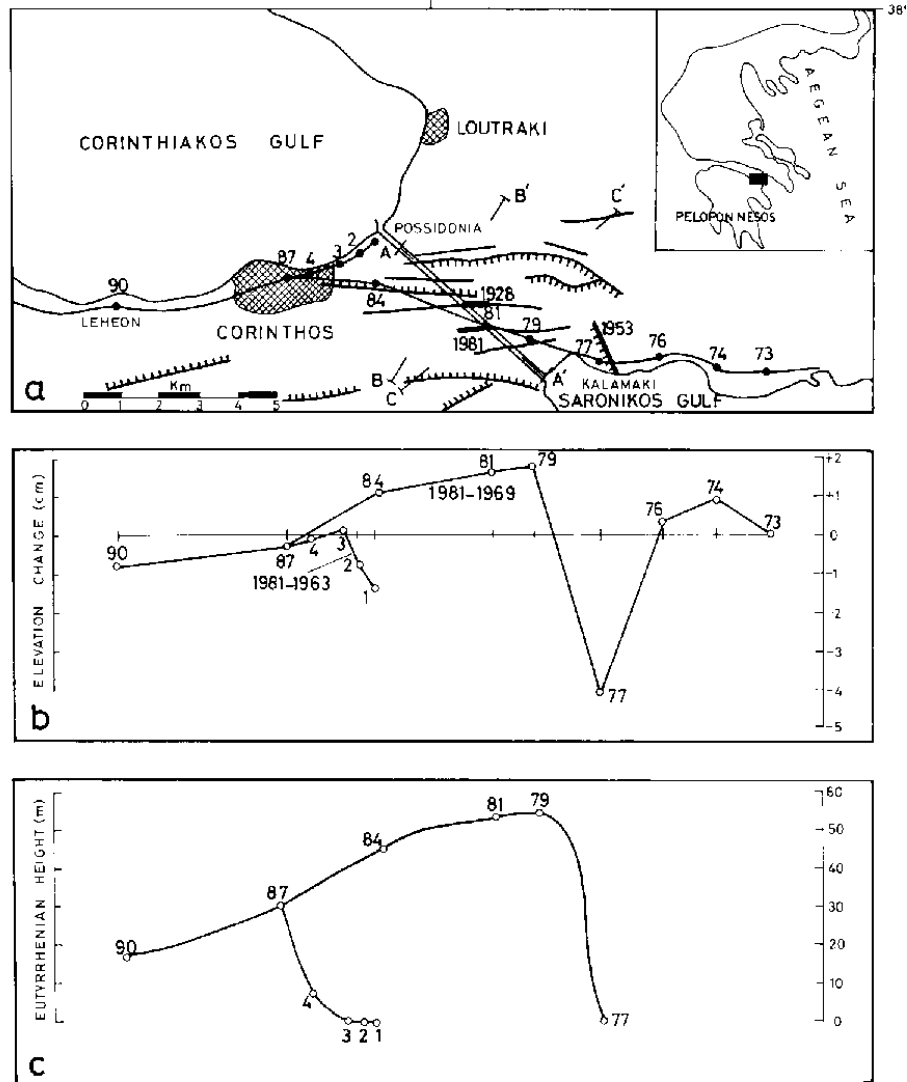 38°
CORINTHIAKOS GULF
LOUTRAKI
AEGEAN SEA
PELOPONNESOS
B'
C'
POSSIDONIA
1
2
3
4
87
A
90
LEHEON
CORINTHOS
84
1928
81
1981
79
1953
77
76
74
73
B
C
A'
KALAMAKI
SARONIKOS GULF
Km
0 1 2 3 4 5
a
ELEVATION CHANGE (cm)
90
87
4
3
2
1
84
81
79
77
76
74
73
1981-1969
1981-1963
+2
+1
0
-1
-2
-3
-4
-5
b
EUTYRRHENIAN HEIGHT (m)
90
87
84
81
79
4
3 2 1
77
60
50
40
30
20
10
0
c